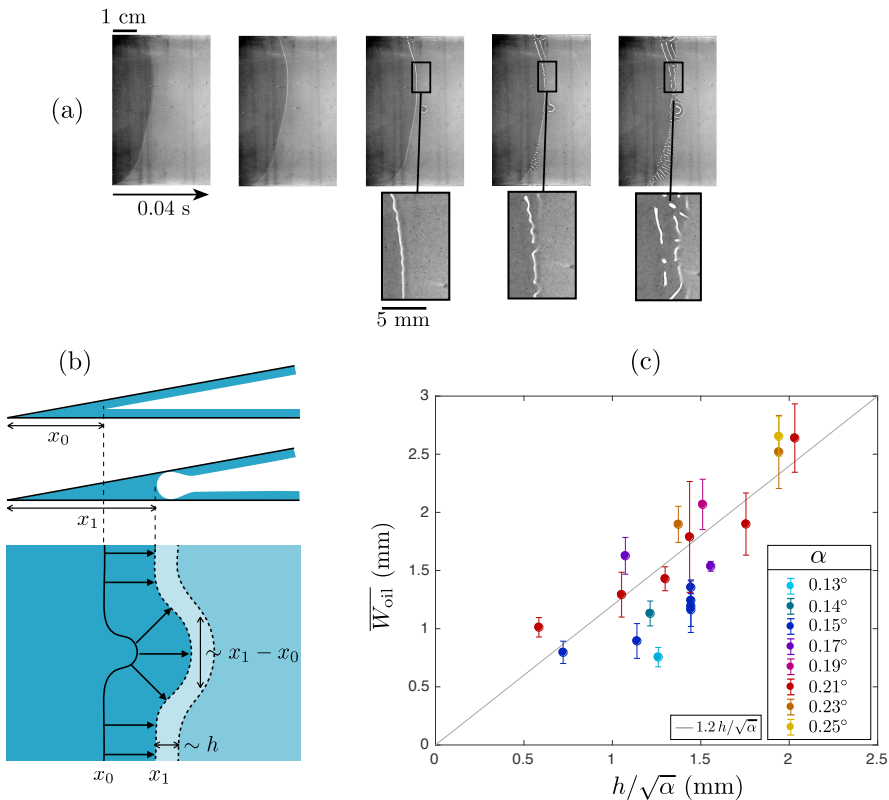 1 cm
(a)
0.04 s
5 mm
(b)
x₀
x₁
∼ x₁ − x₀
∼ h
x₀ x₁
(c)
3
2.5
2
1.5
1
0.5
0
0 0.5 1 1.5 2 2.5
W̅o̅i̅l̅ (mm)
h/√α (mm)
1.2 h/√α
α
0.13°
0.14°
0.15°
0.17°
0.19°
0.21°
0.23°
0.25°